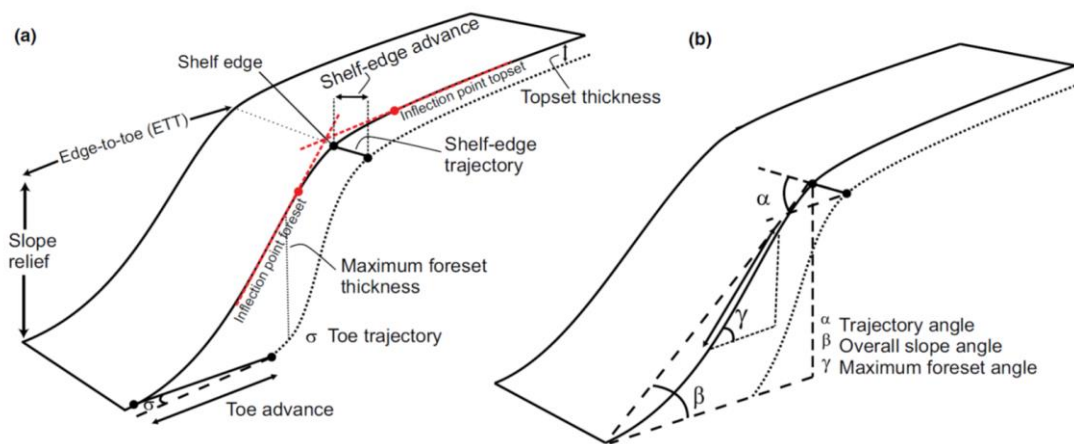 (a)
Shelf edge
Shelf-edge advance
Inflection point topset
Topset thickness
Edge-to-toe (ETT)
Shelf-edge
trajectory
Slope
relief
Inflection point foreset
Maximum foreset
thickness
σ Toe trajectory
σ
Toe advance
(b)
α
γ
β
α Trajectory angle
β Overall slope angle
γ Maximum foreset angle